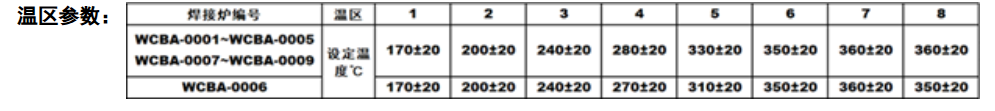 温区参数：
焊接炉编号 温区 1 2 3 4 5 6 7 8
WCBA-0001~WCBA-0005
WCBA-0007~WCBA-0009 设定温度℃ 170±20 200±20 240±20 280±20 330±20 350±20 360±20 360±20
WCBA-0006 170±20 200±20 240±20 270±20 310±20 350±20 360±20 350±20